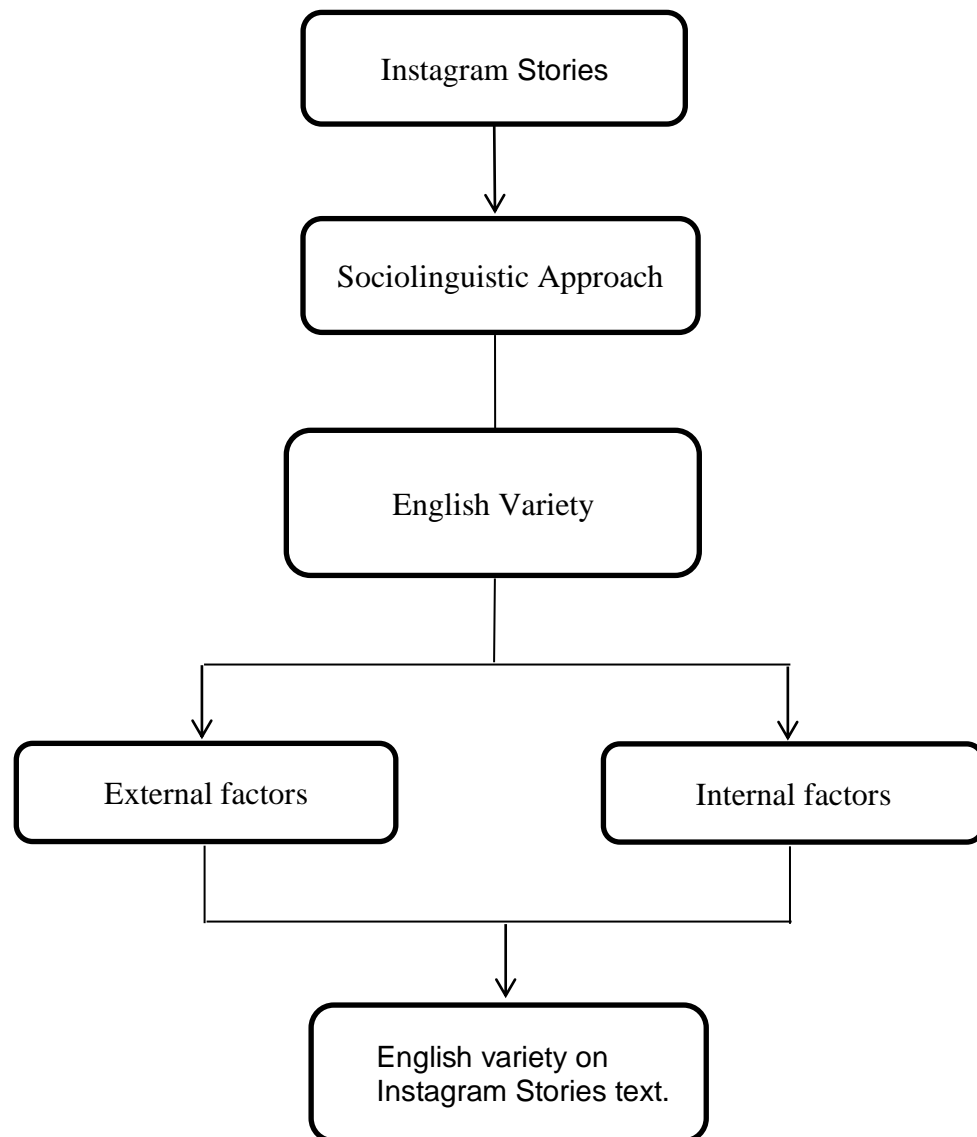 Instagram Stories
Sociolinguistic Approach
English Variety
External factors
Internal factors
English variety on
Instagram Stories text.